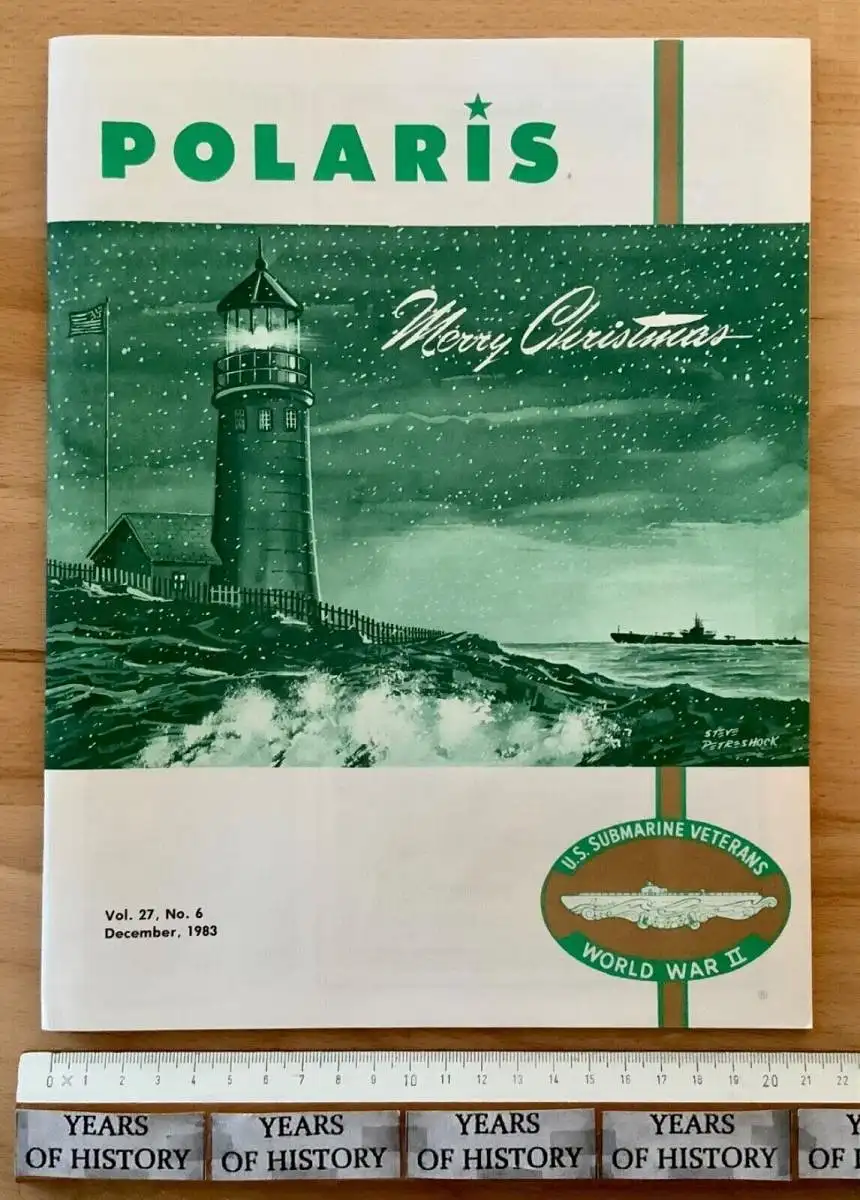 POLARIS
Merry Christmas
STEVE
PETRESHOCK
U.S. SUBMARINE VETERANS
WORLD WAR II
Vol. 27, No. 6
December, 1983
0 1 2 3 4 5 6 7 8 9 10 11 12 13 14 15 16 17 18 19 20 21 22
YEARS YEARS YEARS YEARS Y
OF HISTORY OF HISTORY OF HISTORY OF HISTORY OF